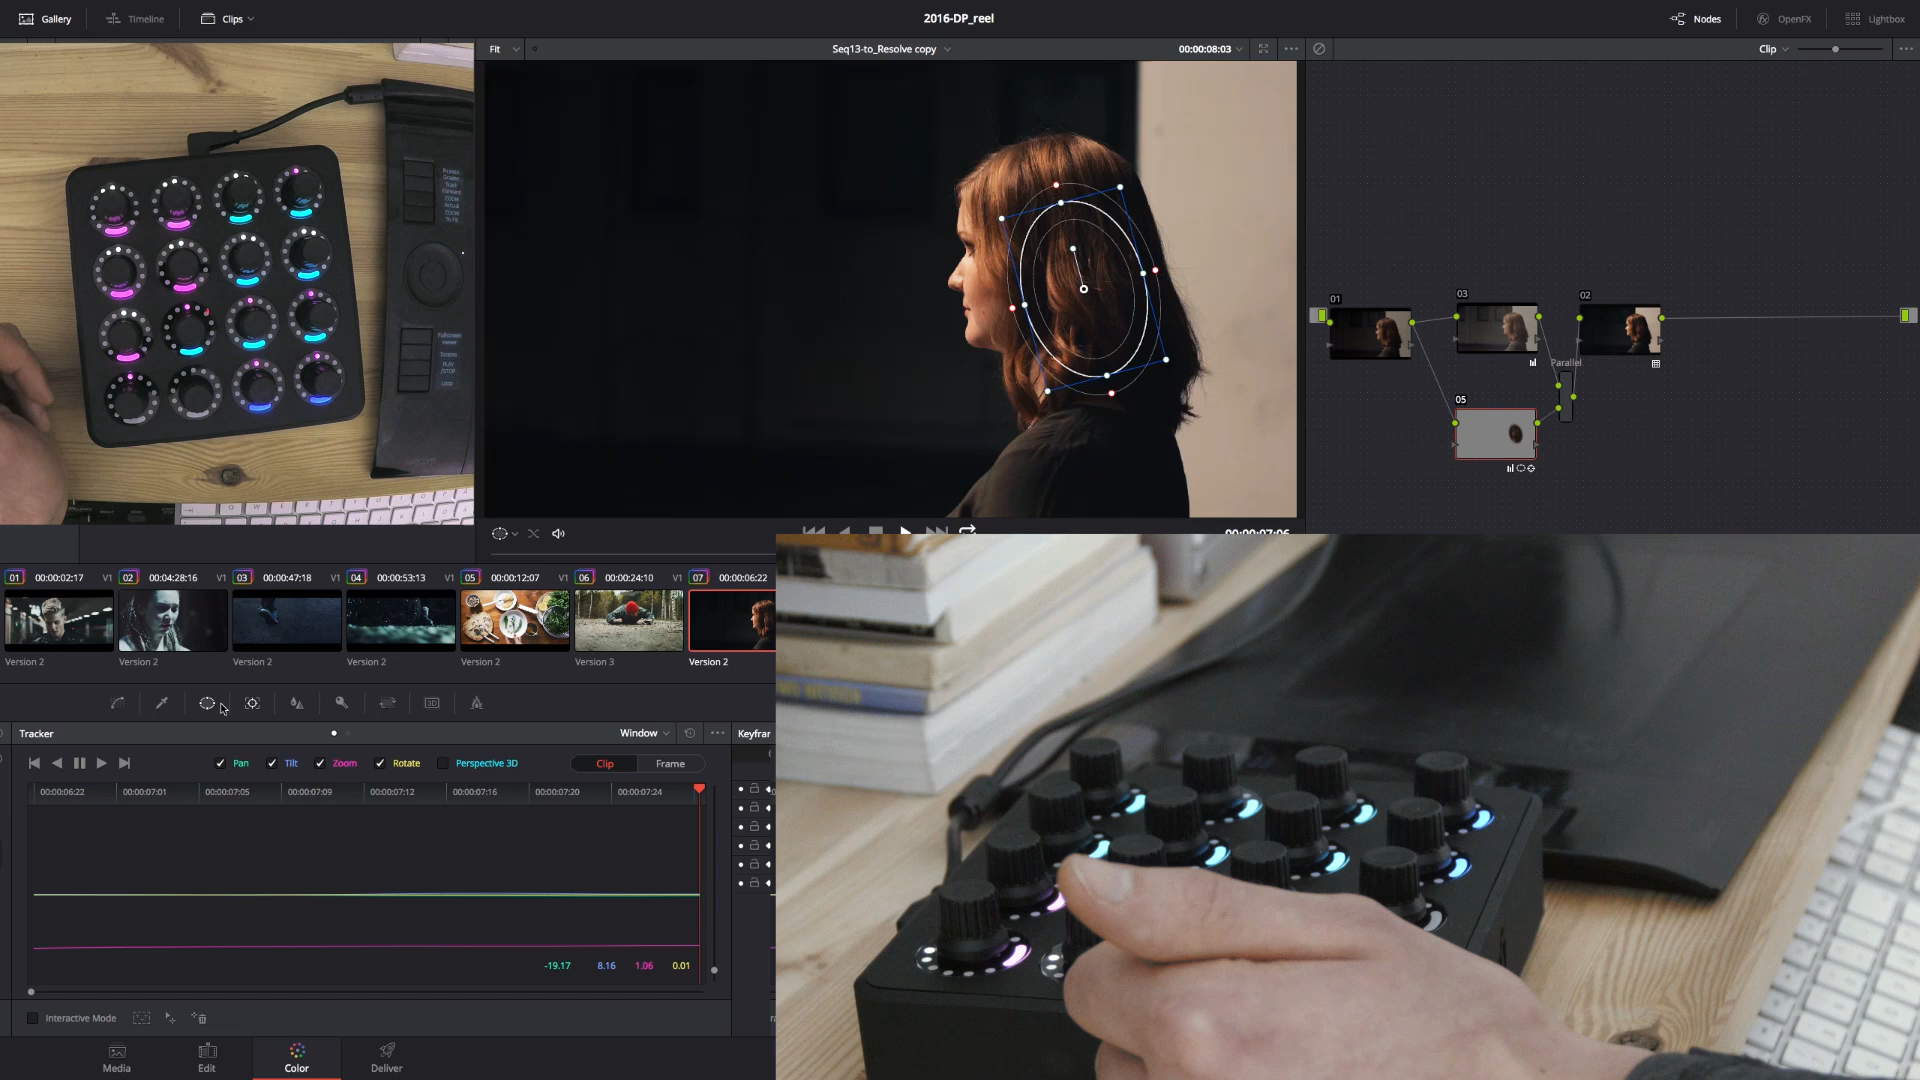 Gallery
Timeline
Clips
2016-DP_reel
Nodes
OpenFX
Lightbox
Fit
Seq13-to_Resolve copy
00:00:08:03
Clip
01
03
02
Parallel
05
01 00:00:02:17 V1
02 00:04:28:16 V1
03 00:00:47:18 V1
04 00:00:53:13 V1
05 00:00:12:07 V1
06 00:00:24:10 V1
07 00:00:06:22
Version 2
Version 2
Version 2
Version 2
Version 2
Version 3
Version 2
3D
Tracker
Window
Keyfram
Pan
Tilt
Zoom
Rotate
Perspective 3D
Clip
Frame
00:00:06:22
00:00:07:01
00:00:07:05
00:00:07:09
00:00:07:12
00:00:07:16
00:00:07:20
00:00:07:24
-19.17
8.16
1.06
0.01
Interactive Mode
Media
Edit
Color
Deliver